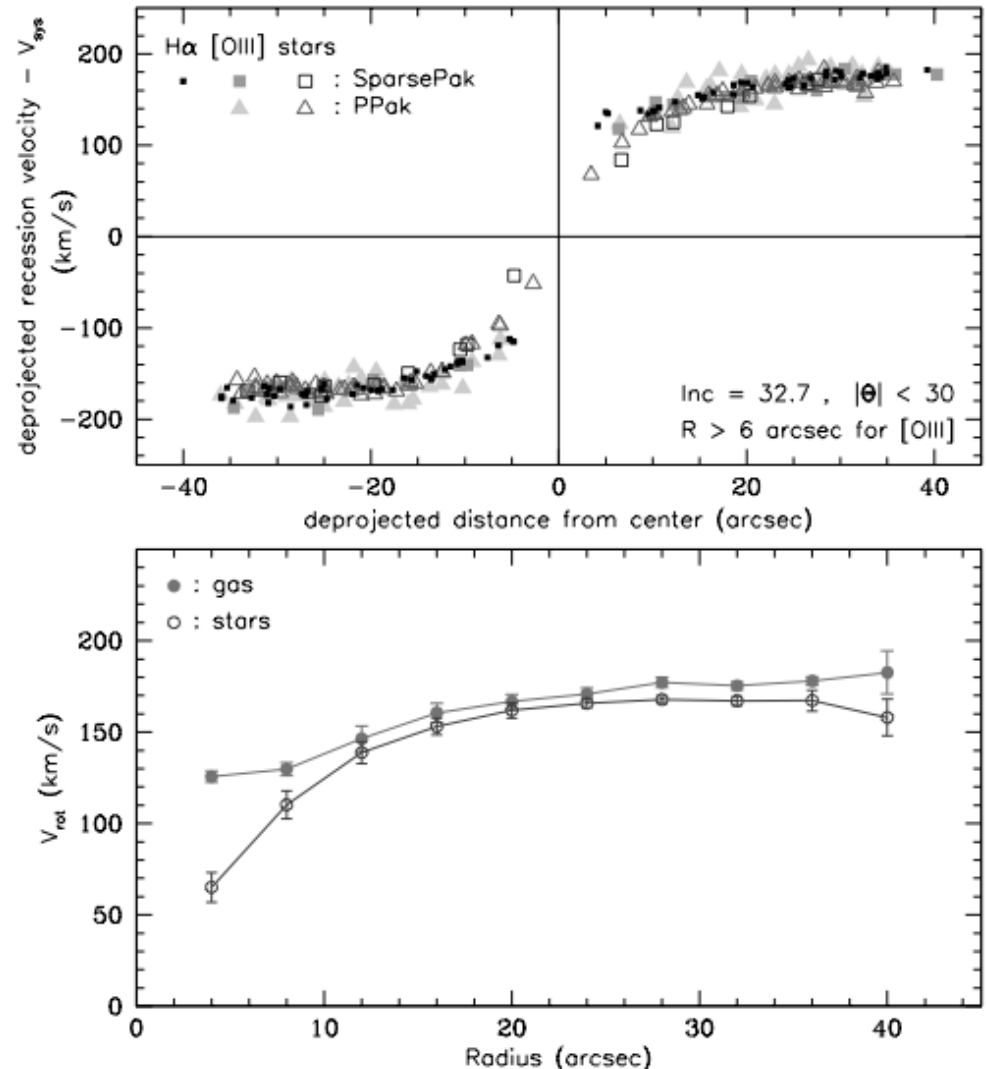 deprojected recession velocity − V_sys
(km/s)
Hα [OIII] stars
: SparsePak
: PPak
200
100
0
−100
−200
Inc = 32.7 , |θ| < 30
R > 6 arcsec for [OIII]
−40 −20 0 20 40
deprojected distance from center (arcsec)
: gas
: stars
V_rot (km/s)
200
150
100
50
0
0 10 20 30 40
Radius (arcsec)